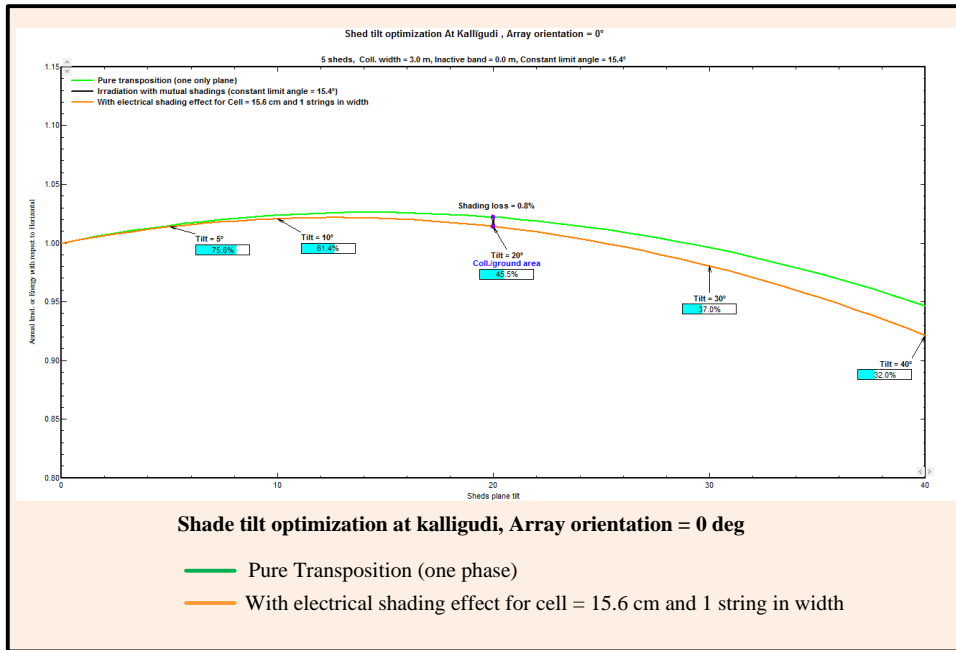 Shed tilt optimization At Kalligudi , Array orientation = 0°
5 sheds, Coll. width = 3.0 m, Inactive band = 0.0 m, Constant limit angle = 15.4°
Pure transposition (one only plane)
Irradiation with mutual shadings (constant limit angle = 15.4°)
With electrical shading effect for Cell = 15.6 cm and 1 strings in width
Annual Irrad. or Energy with respect to Horizontal
1.15
1.10
1.05
1.00
0.95
0.90
0.85
0.80
Shading loss = 0.8%
Tilt = 5°
75.6%
Tilt = 10°
61.4%
Tilt = 20°
Coll./ground area
45.5%
Tilt = 30°
37.0%
Tilt = 40°
32.0%
0
10
20
30
40
Sheds plane tilt
Shade tilt optimization at kalligudi, Array orientation = 0 deg
Pure Transposition (one phase)
With electrical shading effect for cell = 15.6 cm and 1 string in width